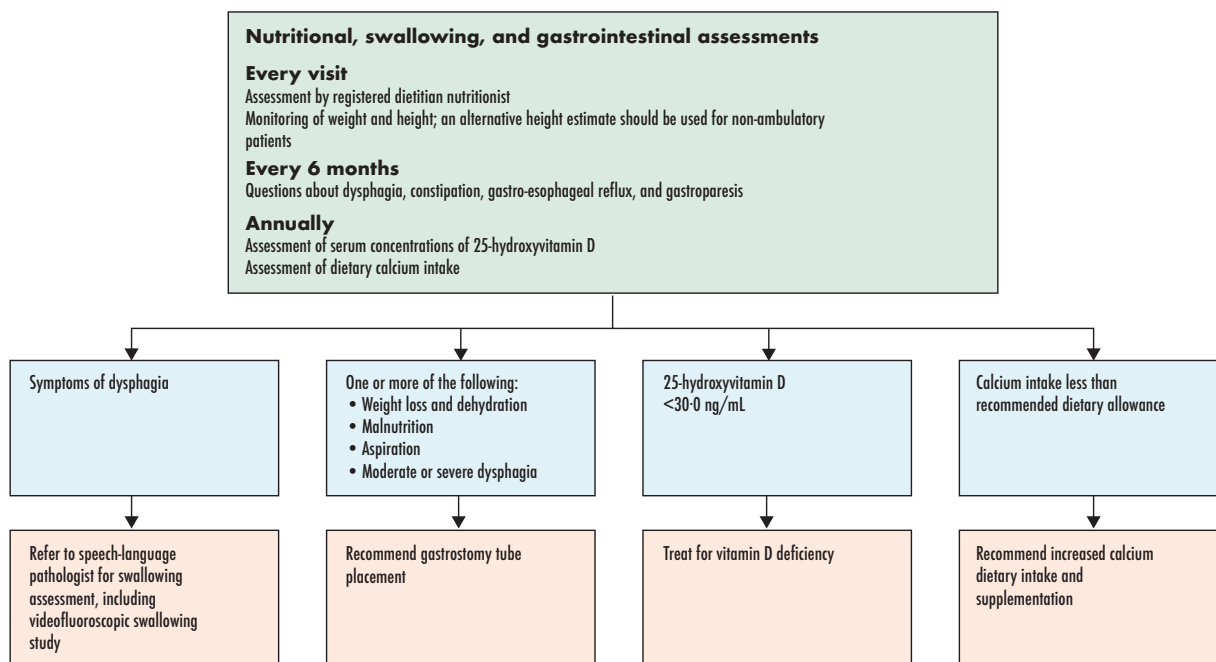 Nutritional, swallowing, and gastrointestinal assessments
Every visit
Assessment by registered dietitian nutritionist
Monitoring of weight and height; an alternative height estimate should be used for non-ambulatory
patients
Every 6 months
Questions about dysphagia, constipation, gastro-esophageal reflux, and gastroparesis
Annually
Assessment of serum concentrations of 25-hydroxyvitamin D
Assessment of dietary calcium intake
Symptoms of dysphagia
One or more of the following:
• Weight loss and dehydration
• Malnutrition
• Aspiration
• Moderate or severe dysphagia
25-hydroxyvitamin D
<30·0 ng/mL
Calcium intake less than
recommended dietary allowance
Refer to speech-language
pathologist for swallowing
assessment, including
videofluoroscopic swallowing
study
Recommend gastrostomy tube
placement
Treat for vitamin D deficiency
Recommend increased calcium
dietary intake and
supplementation